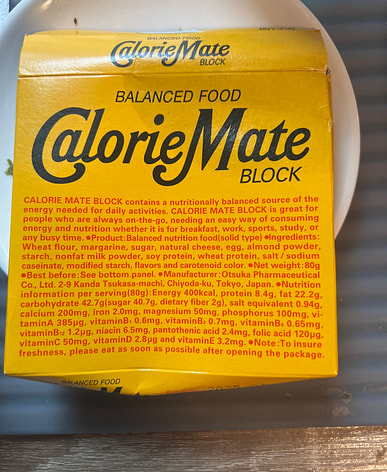 BALANCED FOOD
CalorieMate
BLOCK
BALANCED FOOD
CalorieMate
BLOCK
CALORIE MATE BLOCK contains a nutritionally balanced source of the
energy needed for daily activities. CALORIE MATE BLOCK is great for
people who are always on-the-go, needing an easy way of consuming
energy and nutrition whether it is for breakfast, work, sports, study, or
any busy time. ●Product:Balanced nutrition food(solid type) ●Ingredients:
Wheat flour, margarine, sugar, natural cheese, egg, almond powder,
starch, nonfat milk powder, soy protein, wheat protein, salt / sodium
caseinate, modified starch, flavors and carotenoid color. ●Net weight:80g
●Best before:See bottom panel. ●Manufacturer:Otsuka Pharmaceutical
Co., Ltd. 2-9 Kanda Tsukasa-machi, Chiyoda-ku, Tokyo, Japan. ●Nutrition
information per serving(80g): Energy 400kcal, protein 8.4g, fat 22.2g,
carbohydrate 42.7g(sugar 40.7g, dietary fiber 2g), salt equivalent 0.94g,
calcium 200mg, iron 2.0mg, magnesium 50mg, phosphorus 100mg, vi-
taminA 385μg, vitaminB₁ 0.6mg, vitaminB₂ 0.7mg, vitaminB₆ 0.65mg,
vitaminB₁₂ 1.2μg, niacin 6.5mg, pantothenic acid 2.4mg, folic acid 120μg,
vitaminC 50mg, vitaminD 2.8μg and vitaminE 3.2mg. ●Note:To insure
freshness, please eat as soon as possible after opening the package.
BALANCED FOOD